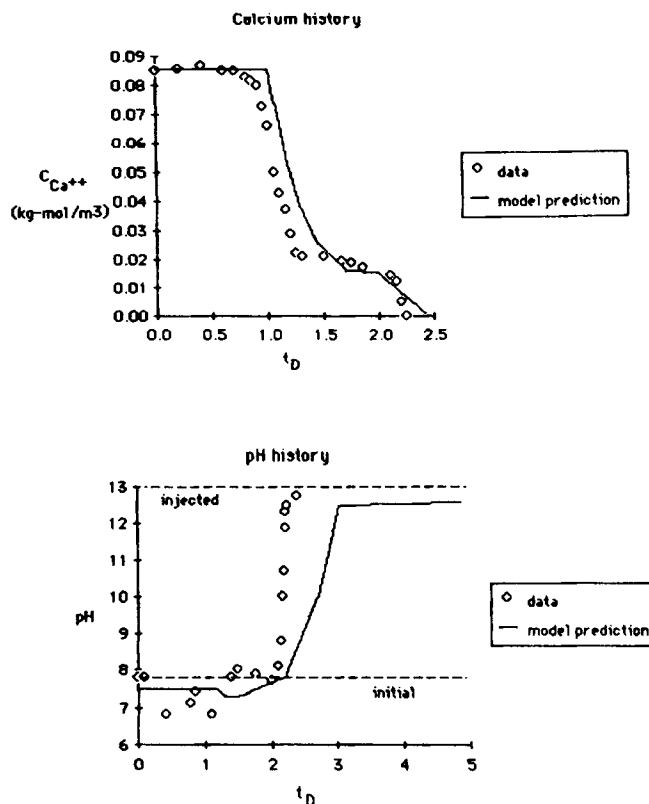 Calcium history
0.09
0.08
0.07
0.06
0.05
0.04
0.03
0.02
0.01
0.00
C Ca++
(kg-mol/m3)
0.0 0.5 1.0 1.5 2.0 2.5
t D
data
model prediction
pH history
13
12
11
10
9
8
7
6
pH
injected
initial
0 1 2 3 4 5
t D
data
model prediction